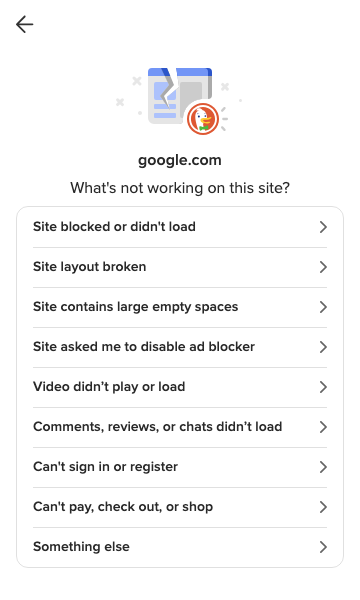 google.com
What's not working on this site?
Site blocked or didn't load
Site layout broken
Site contains large empty spaces
Site asked me to disable ad blocker
Video didn’t play or load
Comments, reviews, or chats didn’t load
Can't sign in or register
Can't pay, check out, or shop
Something else